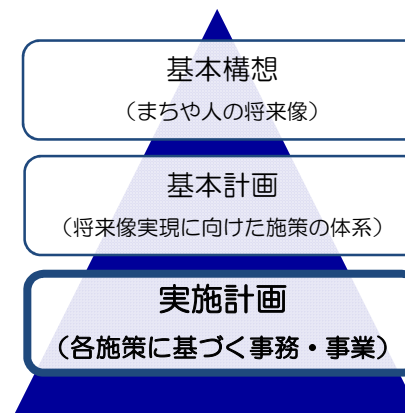 基本構想
（まちや人の将来像）
基本計画
（将来像実現に向けた施策の体系）
実施計画
（各施策に基づく事務・事業）